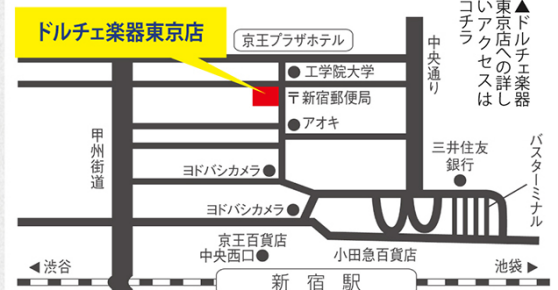 ▲ドルチェ楽器
東京店への詳し
いアクセスは
コチラ
ドルチェ楽器東京店
京王プラザホテル
中央通り
工学院大学
〒新宿郵便局
アオキ
甲州街道
三井住友
銀行
バスターミナル
ヨドバシカメラ
ヨドバシカメラ
京王百貨店
中央西口
小田急百貨店
◀渋谷
池袋▶
新宿駅